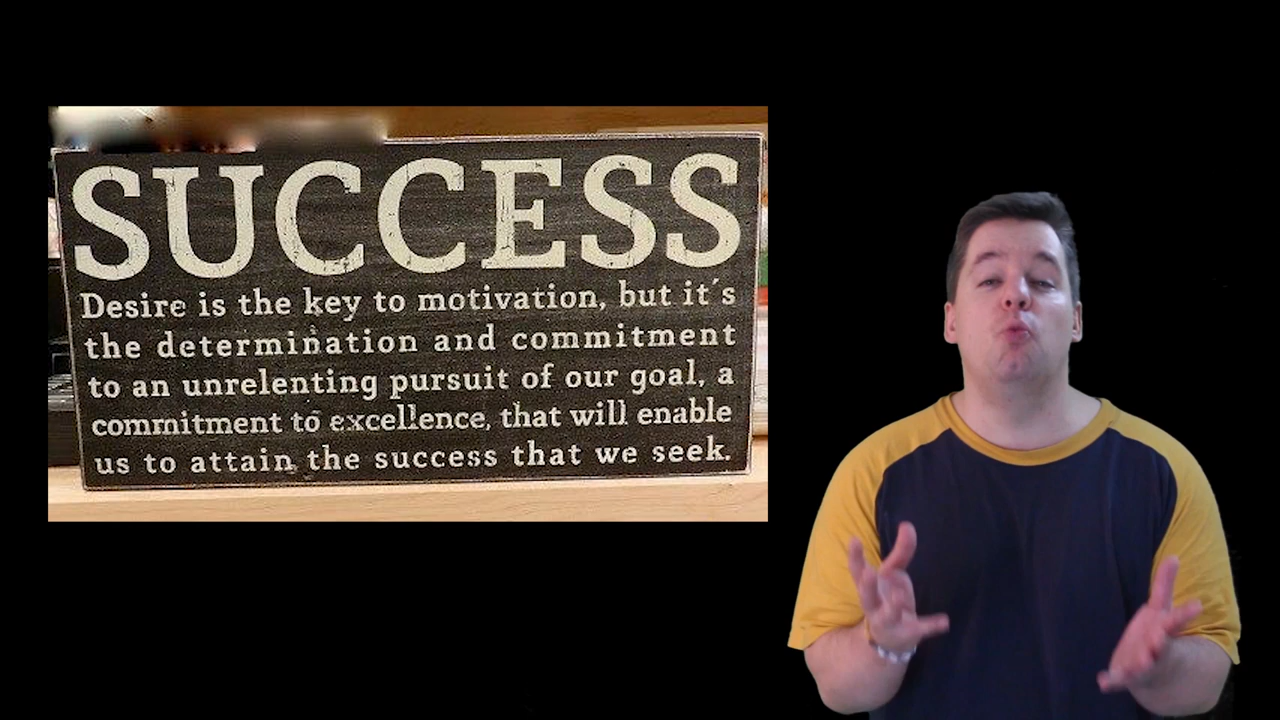 SUCCESS
Desire is the key to motivation, but it's
the determination and commitment
to an unrelenting pursuit of our goal, a
commitment to excellence, that will enable
us to attain the success that we seek.